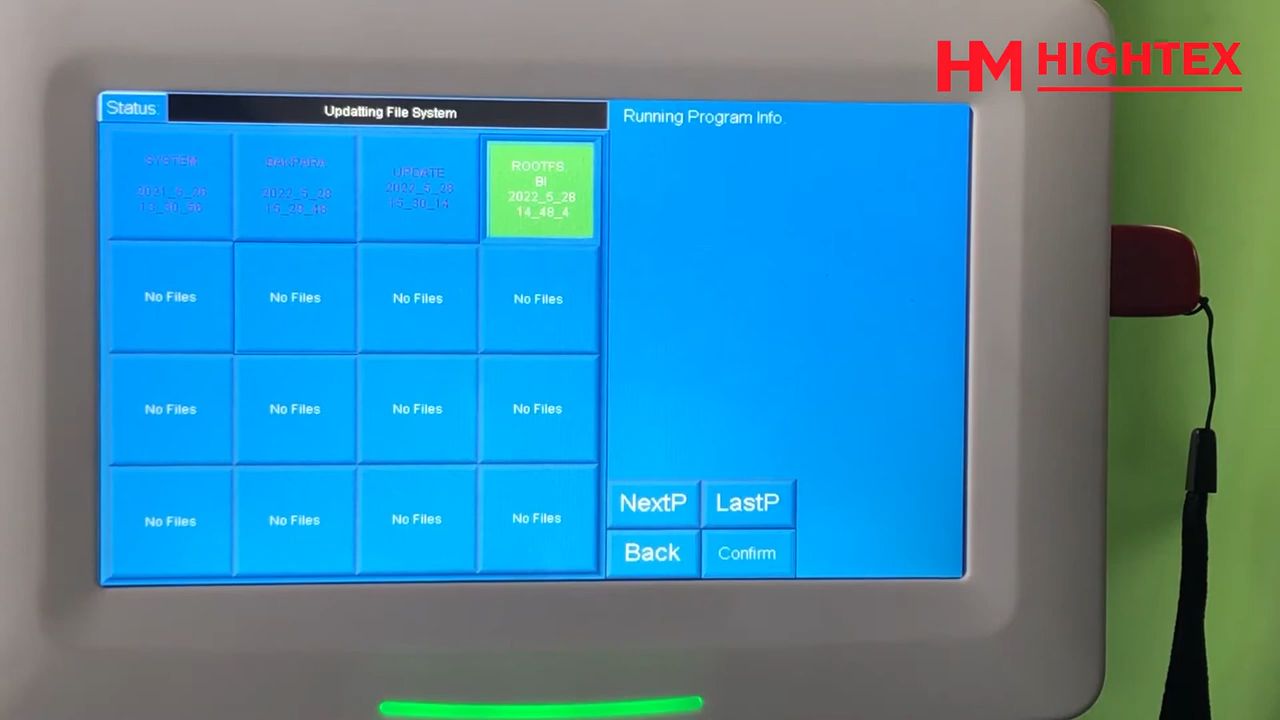 HM HIGHTEX
Status:
Updatting File System
Running Program Info.
SYSTEM
UPDATE
2022_5_28
15_30_14
ROOTFS.
BI
2022_5_28
14_48_4
No Files
No Files
No Files
No Files
No Files
No Files
No Files
No Files
No Files
No Files
No Files
No Files
NextP
LastP
Back
Confirm